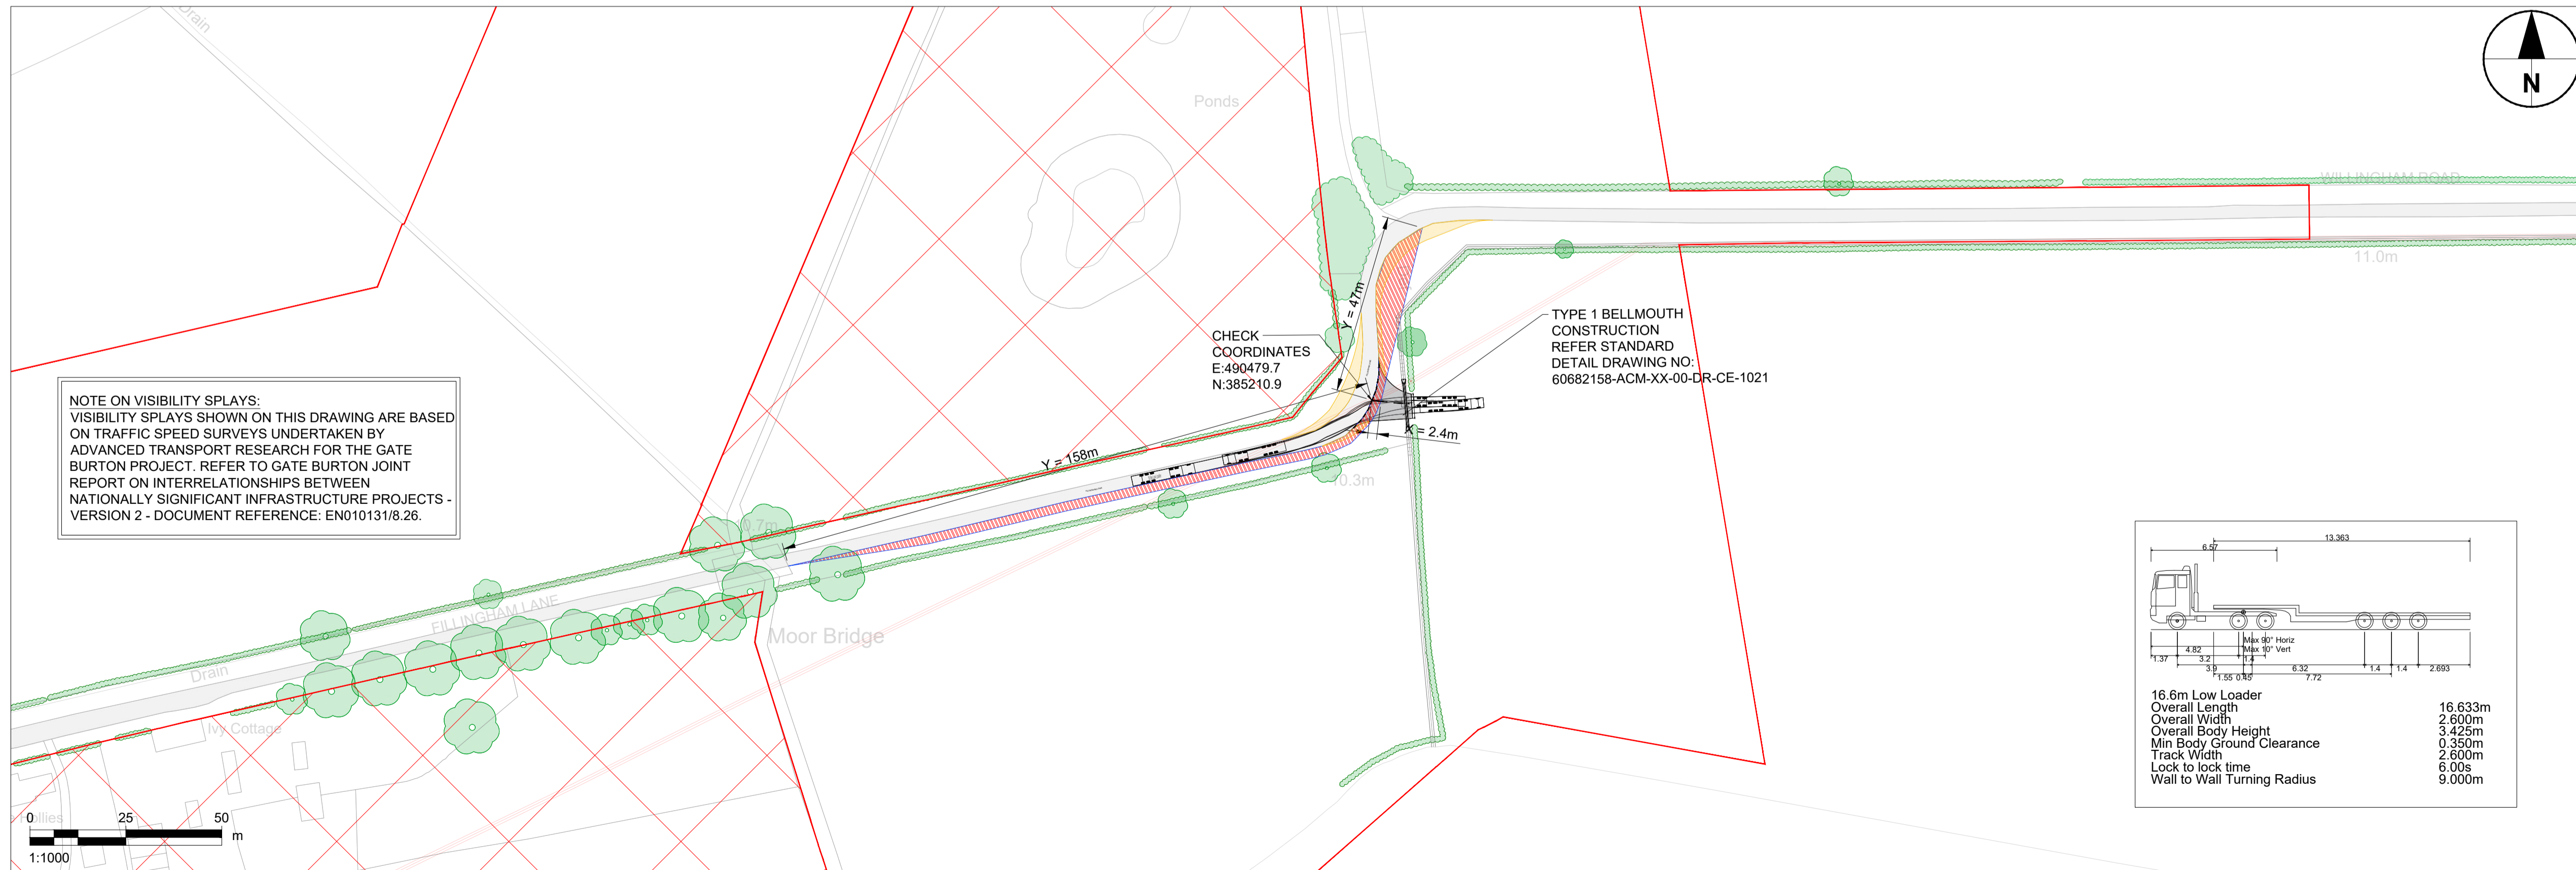 Drain
Ponds
N
WILLINGHAM ROAD
11.0m
Y = 47m
TYPE 1 BELLMOUTH
CONSTRUCTION
REFER STANDARD
DETAIL DRAWING NO:
60682158-ACM-XX-00-DR-CE-1021
CHECK
COORDINATES
E:490479.7
N:385210.9
X = 2.4m
Y = 158m
10.3m
NOTE ON VISIBILITY SPLAYS:
VISIBILITY SPLAYS SHOWN ON THIS DRAWING ARE BASED
ON TRAFFIC SPEED SURVEYS UNDERTAKEN BY
ADVANCED TRANSPORT RESEARCH FOR THE GATE
BURTON PROJECT. REFER TO GATE BURTON JOINT
REPORT ON INTERRELATIONSHIPS BETWEEN
NATIONALLY SIGNIFICANT INFRASTRUCTURE PROJECTS -
VERSION 2 - DOCUMENT REFERENCE: EN010131/8.26.
10.7m
FILLINGHAM LANE
Moor Bridge
Drain
Ivy Cottage
Hollies
0 25 50
m
1:1000
13.363
6.57
Max 90° Horiz
Max 10° Vert
4.82
1.37 3.2 1.4
3.9 6.32 1.4 1.4 2.693
1.55 0.45 7.72
16.6m Low Loader
Overall Length 16.633m
Overall Width 2.600m
Overall Body Height 3.425m
Min Body Ground Clearance 0.350m
Track Width 2.600m
Lock to lock time 6.00s
Wall to Wall Turning Radius 9.000m